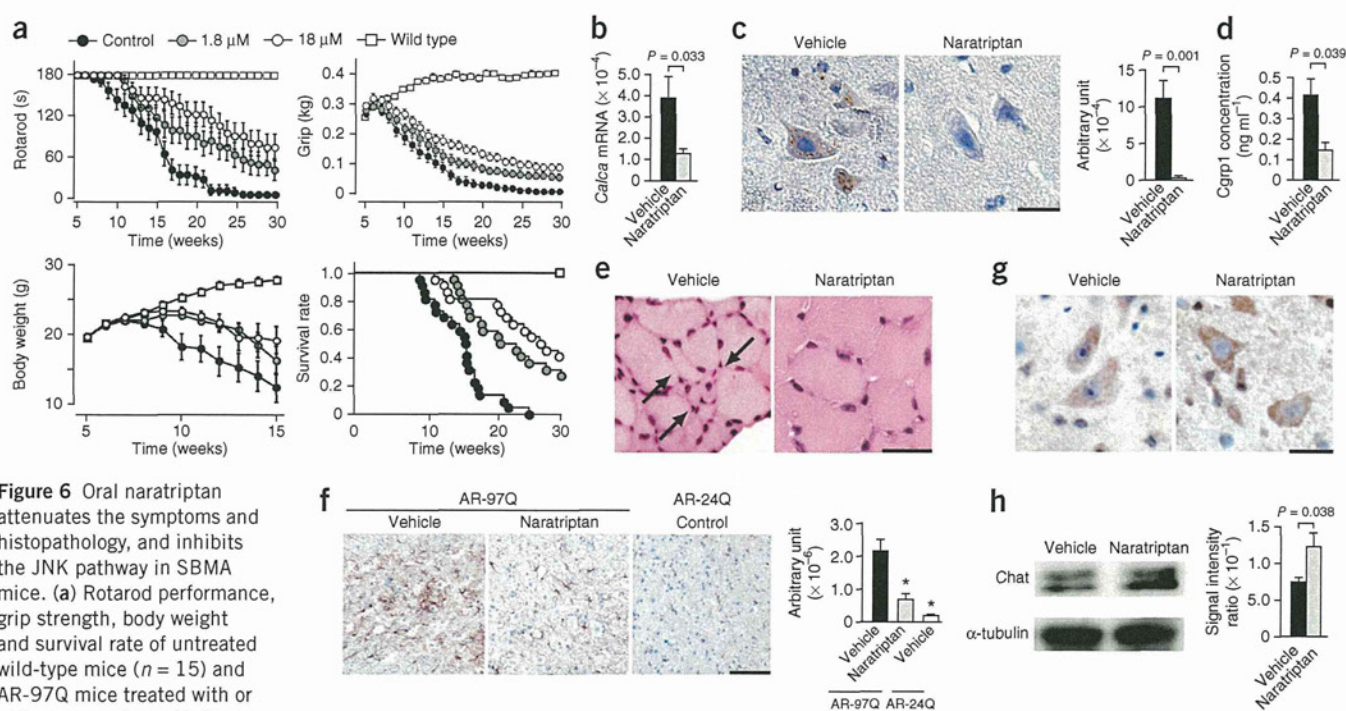 a
Control 1.8 μM 18 μM Wild type
Rotarod (s)
180
120
60
0
5 10 15 20 25 30
Time (weeks)
Grip (kg)
0.4
0.3
0.2
0.1
0
5 10 15 20 25 30
Time (weeks)
Body weight (g)
30
20
10
5 10 15
Time (weeks)
Survival rate
1.0
0.8
0.6
0.4
0.2
0
0 10 20 30
Time (weeks)
b
P = 0.033
Calca mRNA (× 10⁻⁴)
5.0
4.0
3.0
2.0
1.0
0
Vehicle
Naratriptan
c
Vehicle Naratriptan
P = 0.001
Arbitrary unit
(× 10⁻⁴)
15
10
5
0
Vehicle
Naratriptan
d
P = 0.039
Cgrp1 concentration
(ng ml⁻¹)
0.5
0.4
0.3
0.2
0.1
0
Vehicle
Naratriptan
e
Vehicle Naratriptan
g
Vehicle Naratriptan
Figure 6 Oral naratriptan
attenuates the symptoms and
histopathology, and inhibits
the JNK pathway in SBMA
mice. (a) Rotarod performance,
grip strength, body weight
and survival rate of untreated
wild-type mice (n = 15) and
AR-97Q mice treated with or
f
AR-97Q AR-24Q
Vehicle Naratriptan Control
Arbitrary unit
(× 10⁻⁶)
3.0
2.0
1.0
0
* *
Vehicle
Naratriptan
Vehicle
AR-97Q AR-24Q
h
Vehicle Naratriptan
Chat
α-tubulin
P = 0.038
Signal intensity
ratio (× 10⁻¹)
1.5
1.0
0.5
0
Vehicle
Naratriptan